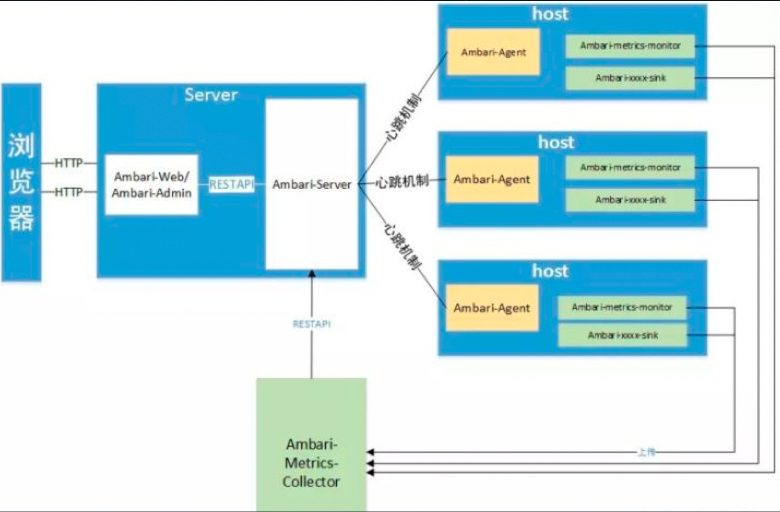 浏
览
器
HTTP
HTTP
Server
Ambari-Web/
Ambari-Admin
RESTAPI
Ambari-Server
心跳机制
心跳机制
心跳机制
host
Ambari-Agent
Ambari-metrics-monitor
Ambari-xxxx-sink
host
Ambari-Agent
Ambari-metrics-monitor
Ambari-xxxx-sink
host
Ambari-Agent
Ambari-metrics-monitor
Ambari-xxxx-sink
RESTAPI
上传
Ambari-
Metrics-
Collector